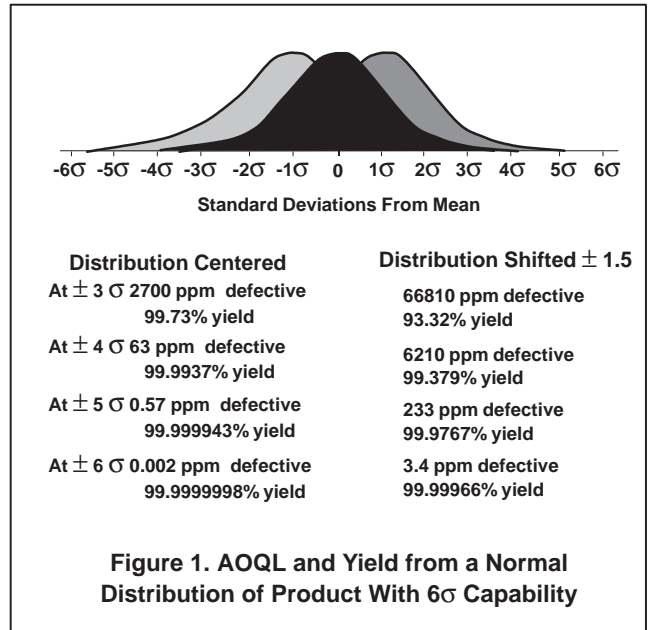 -6σ -5σ -4σ -3σ -2σ -1σ 0 1σ 2σ 3σ 4σ 5σ 6σ
Standard Deviations From Mean
Distribution Centered
At ± 3 σ 2700 ppm defective
99.73% yield
At ± 4 σ 63 ppm defective
99.9937% yield
At ± 5 σ 0.57 ppm defective
99.999943% yield
At ± 6 σ 0.002 ppm defective
99.9999998% yield
Distribution Shifted ± 1.5
66810 ppm defective
93.32% yield
6210 ppm defective
99.379% yield
233 ppm defective
99.9767% yield
3.4 ppm defective
99.99966% yield
Figure 1. AOQL and Yield from a Normal
Distribution of Product With 6σ Capability